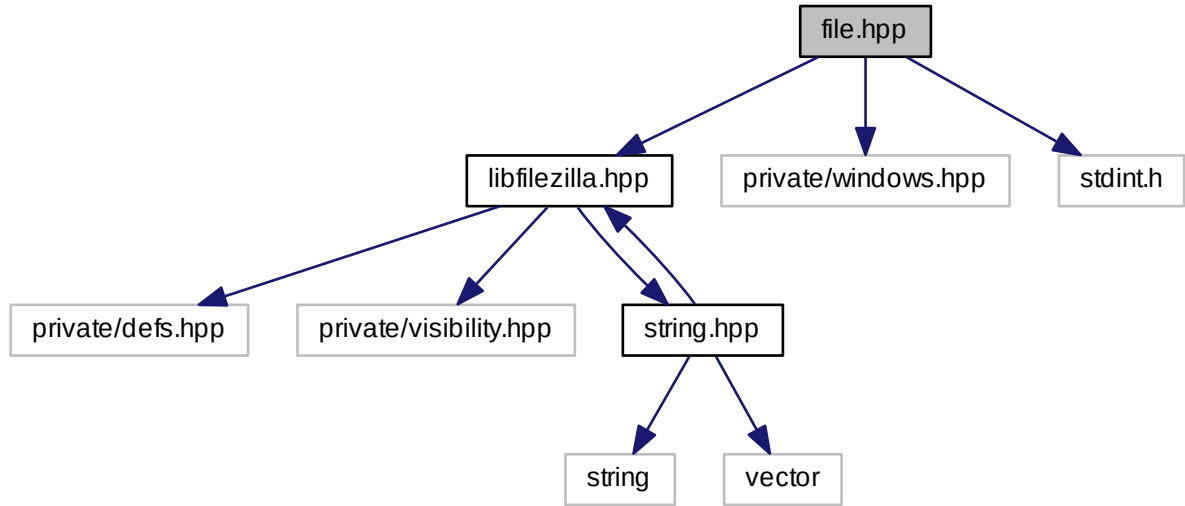 file.hpp
libfilezilla.hpp
private/windows.hpp
stdint.h
private/defs.hpp
private/visibility.hpp
string.hpp
string
vector